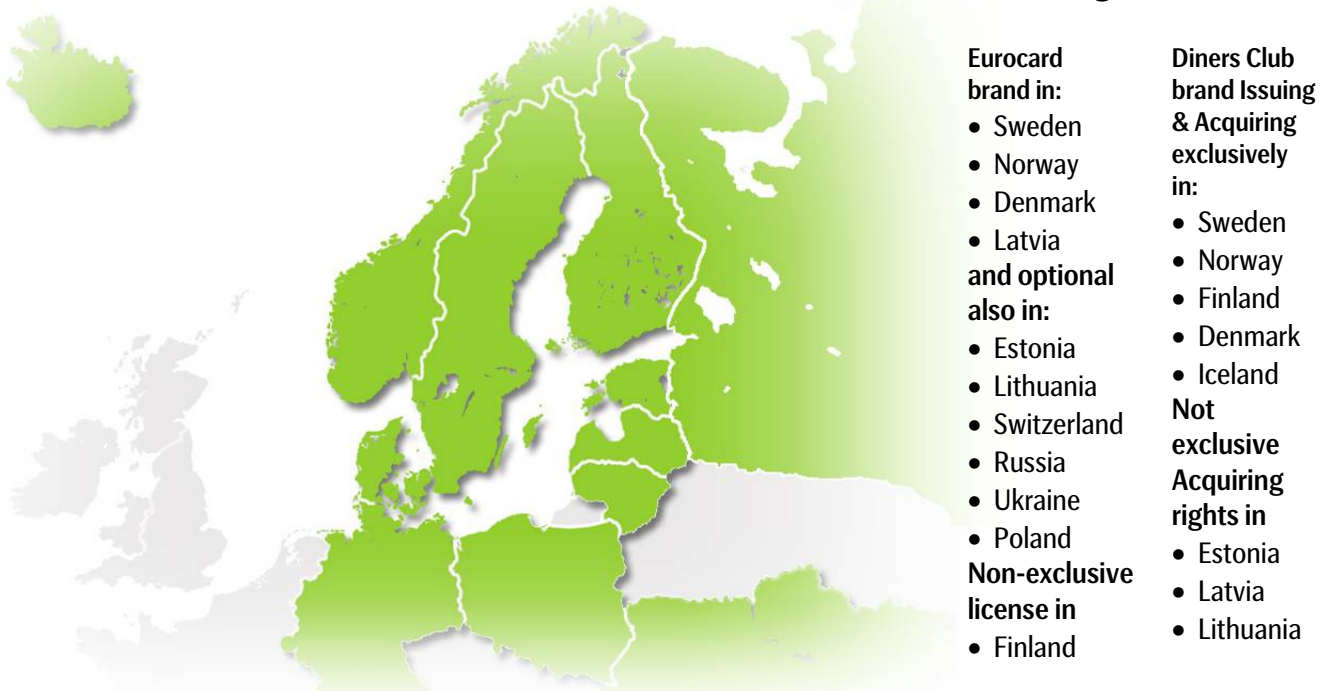 Eurocard
brand in:
• Sweden
• Norway
• Denmark
• Latvia
and optional
also in:
• Estonia
• Lithuania
• Switzerland
• Russia
• Ukraine
• Poland
Non-exclusive
license in
• Finland
Diners Club
brand Issuing
& Acquiring
exclusively
in:
• Sweden
• Norway
• Finland
• Denmark
• Iceland
Not
exclusive
Acquiring
rights in
• Estonia
• Latvia
• Lithuania